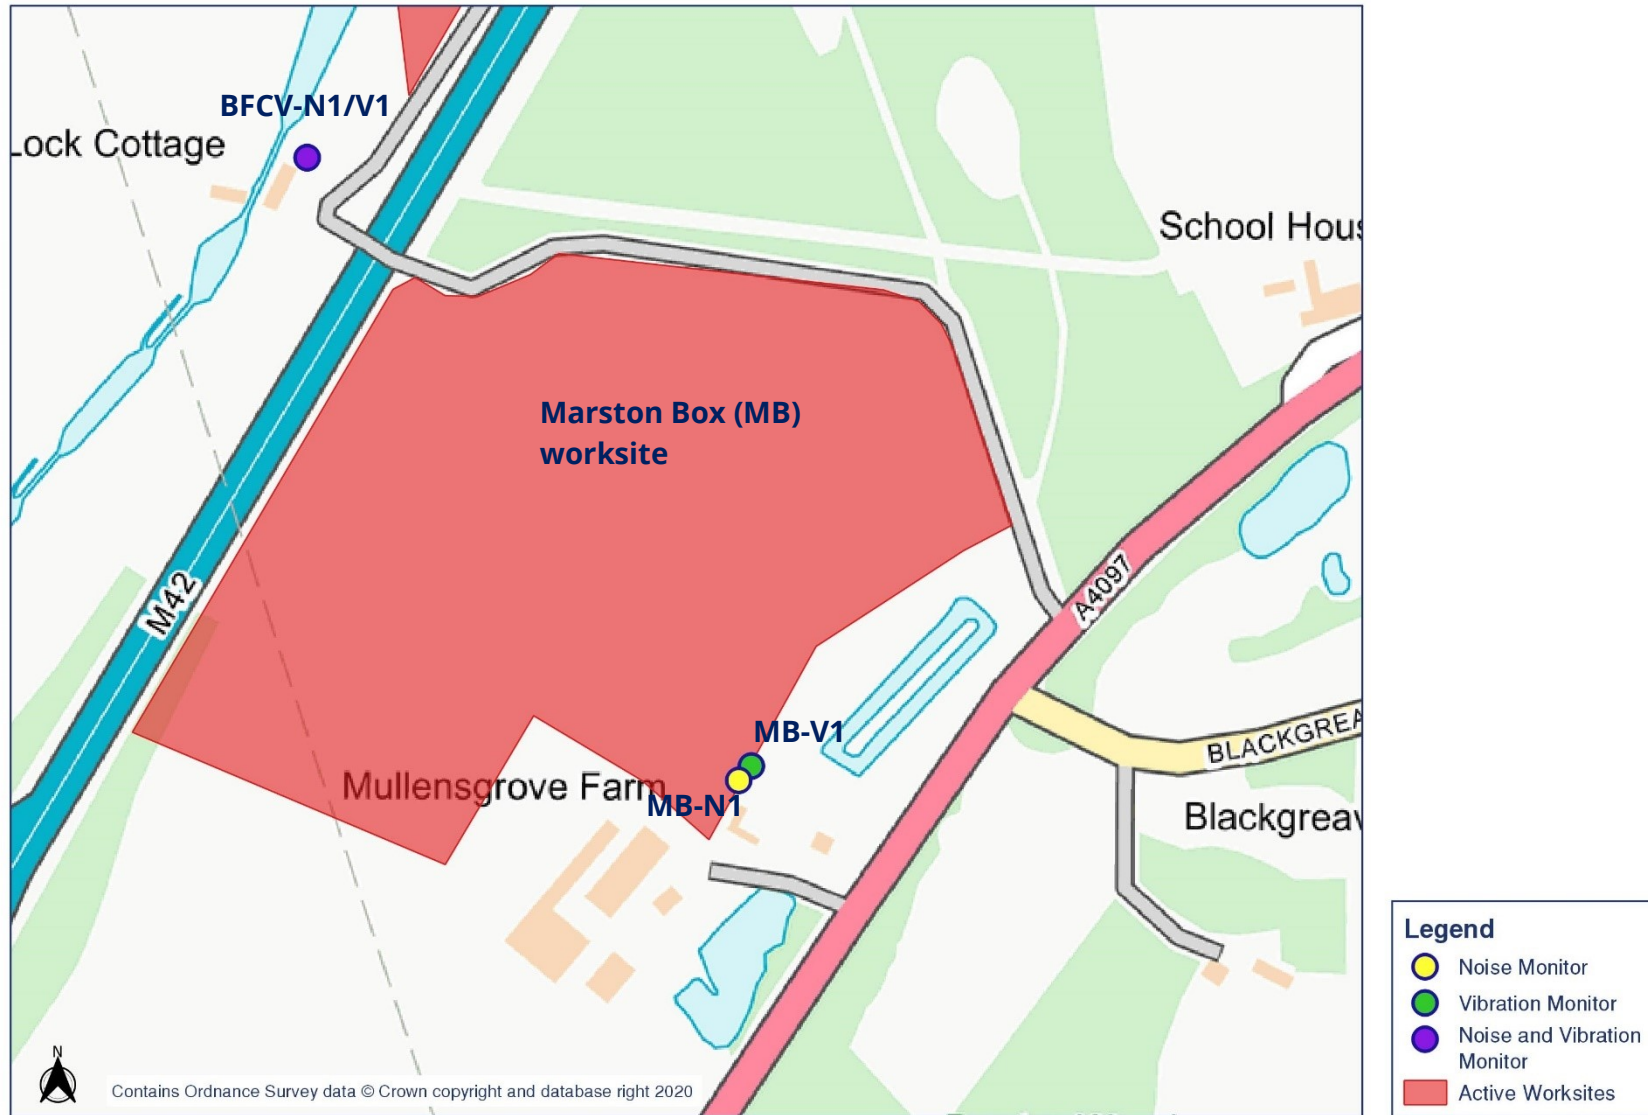 BFCV-N1/V1
Lock Cottage
School Hous
Marston Box (MB)
worksite
M42
A4097
MB-V1
BLACKGREA
Mullensgrove Farm
MB-N1
Blackgreav
Legend
Noise Monitor
Vibration Monitor
Noise and Vibration
Monitor
Active Worksites
N
Contains Ordnance Survey data © Crown copyright and database right 2020